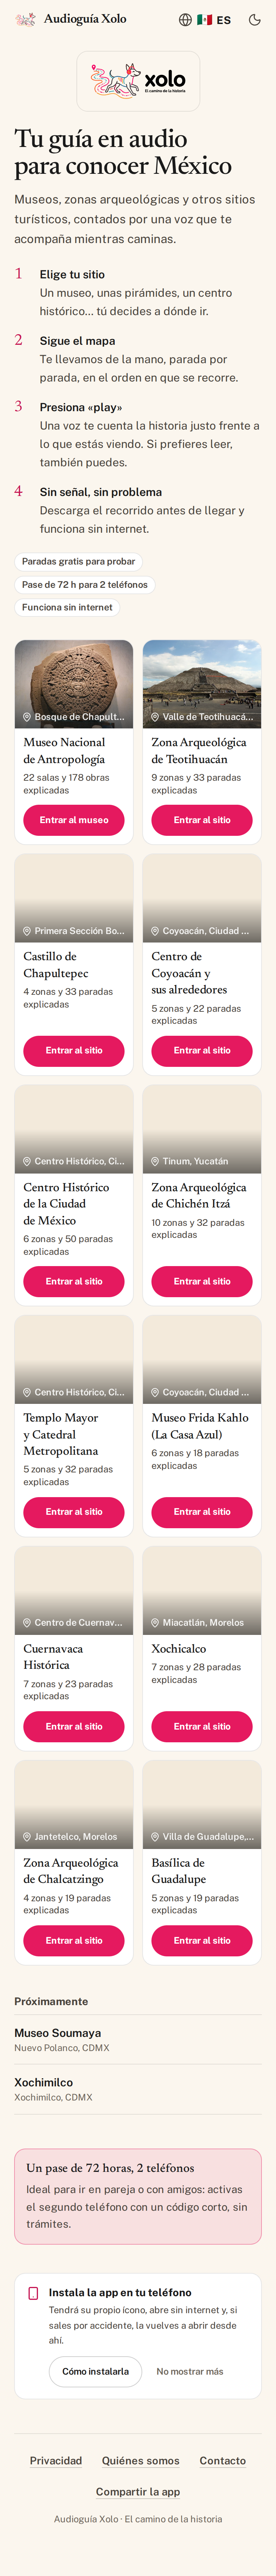 Audioguía Xolo
ES
xolo
El camino de la historia
Tu guía en audio
para conocer México
Museos, zonas arqueológicas y otros sitios
turísticos, contados por una voz que te
acompaña mientras caminas.
1 Elige tu sitio
Un museo, unas pirámides, un centro
histórico... tú decides a dónde ir.
2 Sigue el mapa
Te llevamos de la mano, parada por
parada, en el orden en que se recorre.
3 Presiona «play»
Una voz te cuenta la historia justo frente a
lo que estás viendo. Si prefieres leer,
también puedes.
4 Sin señal, sin problema
Descarga el recorrido antes de llegar y
funciona sin internet.
Paradas gratis para probar
Pase de 72 h para 2 teléfonos
Funciona sin internet
Bosque de Chapult...
Museo Nacional
de Antropología
22 salas y 178 obras
explicadas
Entrar al museo
Valle de Teotihuacá...
Zona Arqueológica
de Teotihuacán
9 zonas y 33 paradas
explicadas
Entrar al sitio
Primera Sección Bo...
Castillo de
Chapultepec
4 zonas y 33 paradas
explicadas
Entrar al sitio
Coyoacán, Ciudad ...
Centro de
Coyoacán y
sus alrededores
5 zonas y 22 paradas
explicadas
Entrar al sitio
Centro Histórico, Ci...
Centro Histórico
de la Ciudad
de México
6 zonas y 50 paradas
explicadas
Entrar al sitio
Tinum, Yucatán
Zona Arqueológica
de Chichén Itzá
10 zonas y 32 paradas
explicadas
Entrar al sitio
Centro Histórico, Ci...
Templo Mayor
y Catedral
Metropolitana
5 zonas y 32 paradas
explicadas
Entrar al sitio
Coyoacán, Ciudad ...
Museo Frida Kahlo
(La Casa Azul)
6 zonas y 18 paradas
explicadas
Entrar al sitio
Centro de Cuernav...
Cuernavaca
Histórica
7 zonas y 23 paradas
explicadas
Entrar al sitio
Miacatlán, Morelos
Xochicalco
7 zonas y 28 paradas
explicadas
Entrar al sitio
Jantetelco, Morelos
Zona Arqueológica
de Chalcatzingo
4 zonas y 19 paradas
explicadas
Entrar al sitio
Villa de Guadalupe,...
Basílica de
Guadalupe
5 zonas y 19 paradas
explicadas
Entrar al sitio
Próximamente
Museo Soumaya
Nuevo Polanco, CDMX
Xochimilco
Xochimilco, CDMX
Un pase de 72 horas, 2 teléfonos
Ideal para ir en pareja o con amigos: activas
el segundo teléfono con un código corto, sin
trámites.
Instala la app en tu teléfono
Tendrá su propio ícono, abre sin internet y, si
sales por accidente, la vuelves a abrir desde
ahí.
Cómo instalarla
No mostrar más
Privacidad
Quiénes somos
Contacto
Compartir la app
Audioguía Xolo · El camino de la historia